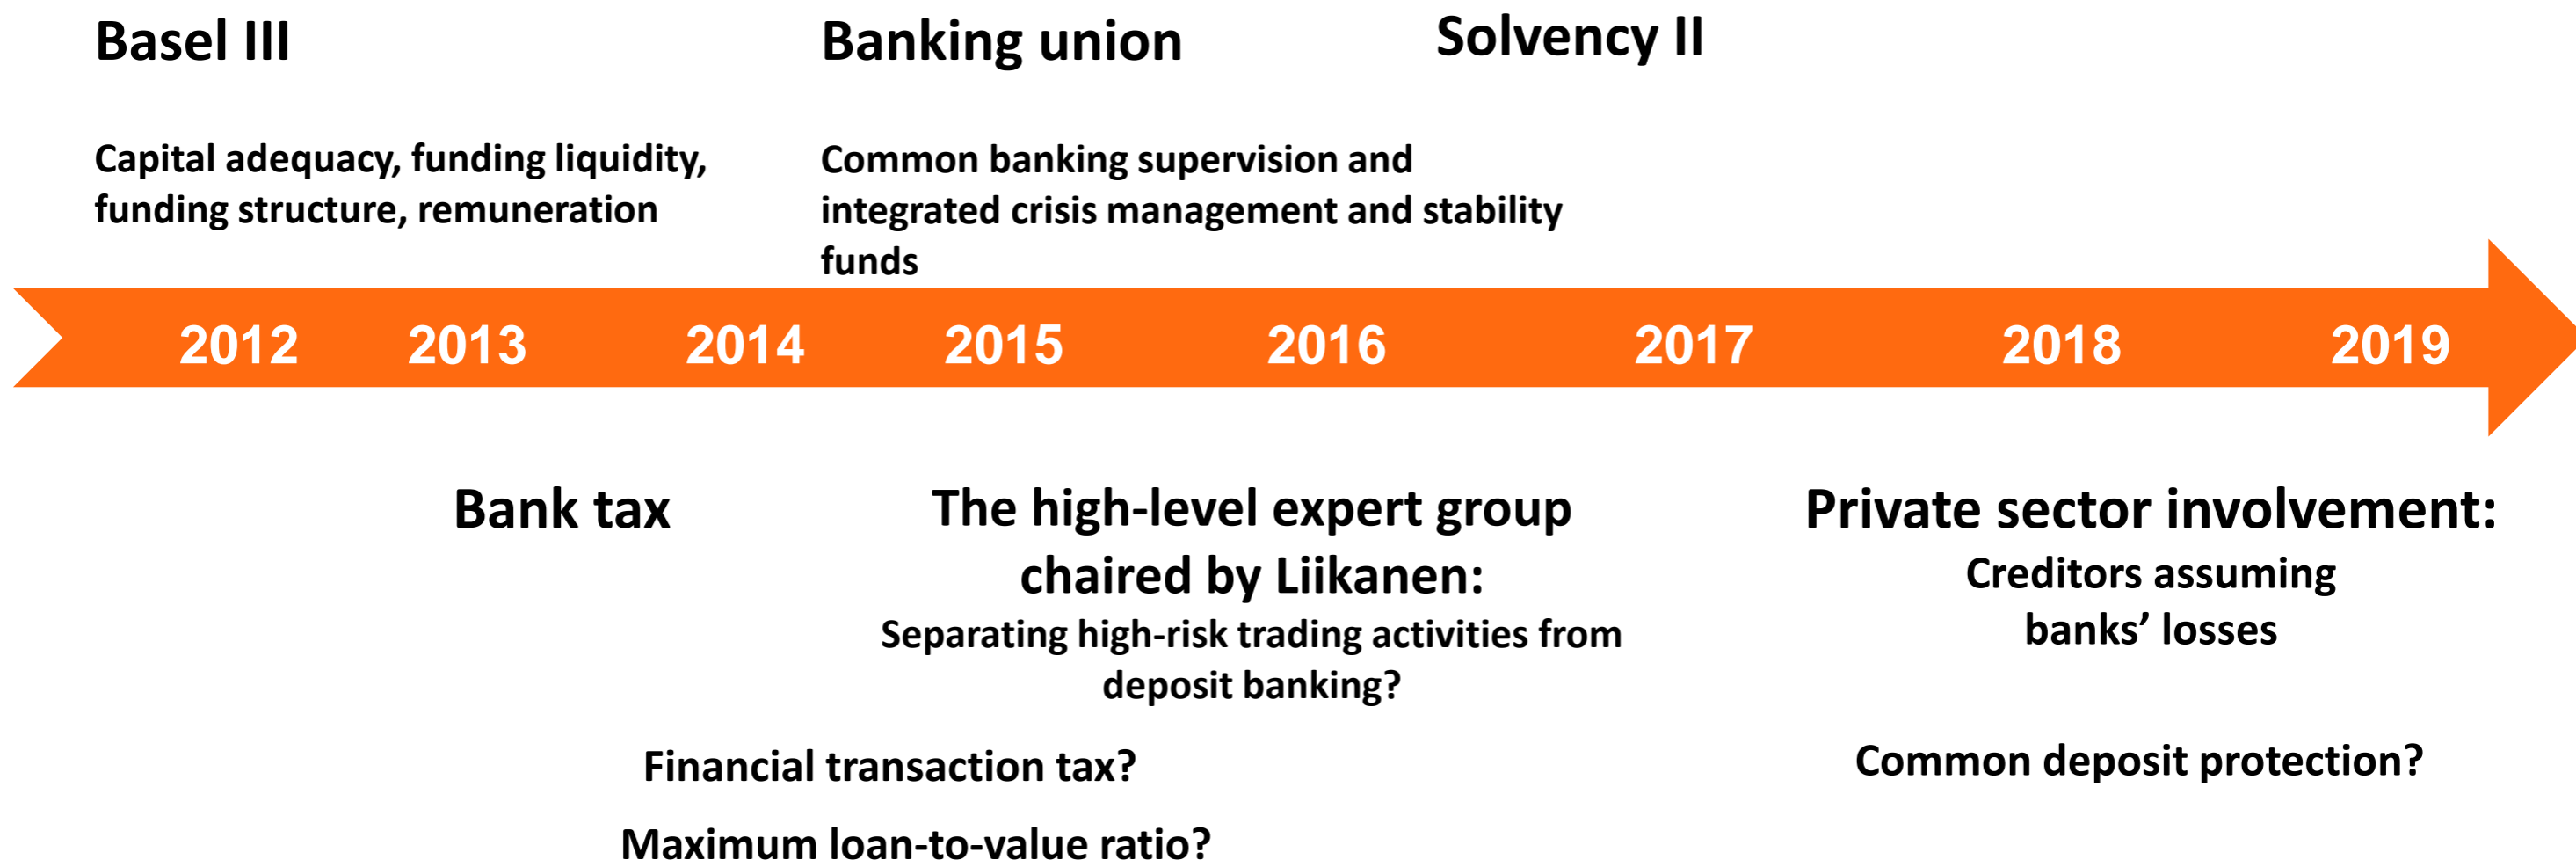 Basel III
Capital adequacy, funding liquidity,
funding structure, remuneration
Banking union
Common banking supervision and
integrated crisis management and stability
funds
Solvency II
2012 2013 2014 2015 2016 2017 2018 2019
Bank tax
The high-level expert group
chaired by Liikanen:
Separating high-risk trading activities from
deposit banking?
Private sector involvement:
Creditors assuming
banks’ losses
Financial transaction tax?
Common deposit protection?
Maximum loan-to-value ratio?